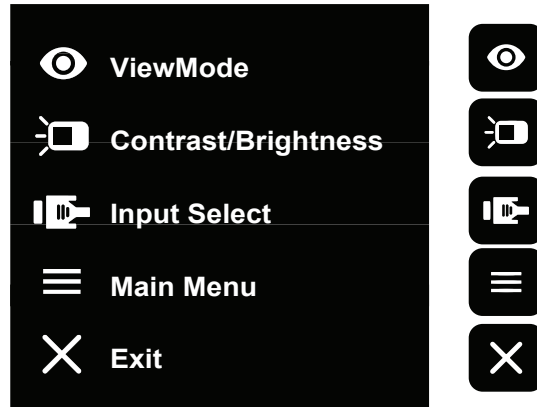 ViewMode
Contrast/Brightness
Input Select
Main Menu
Exit